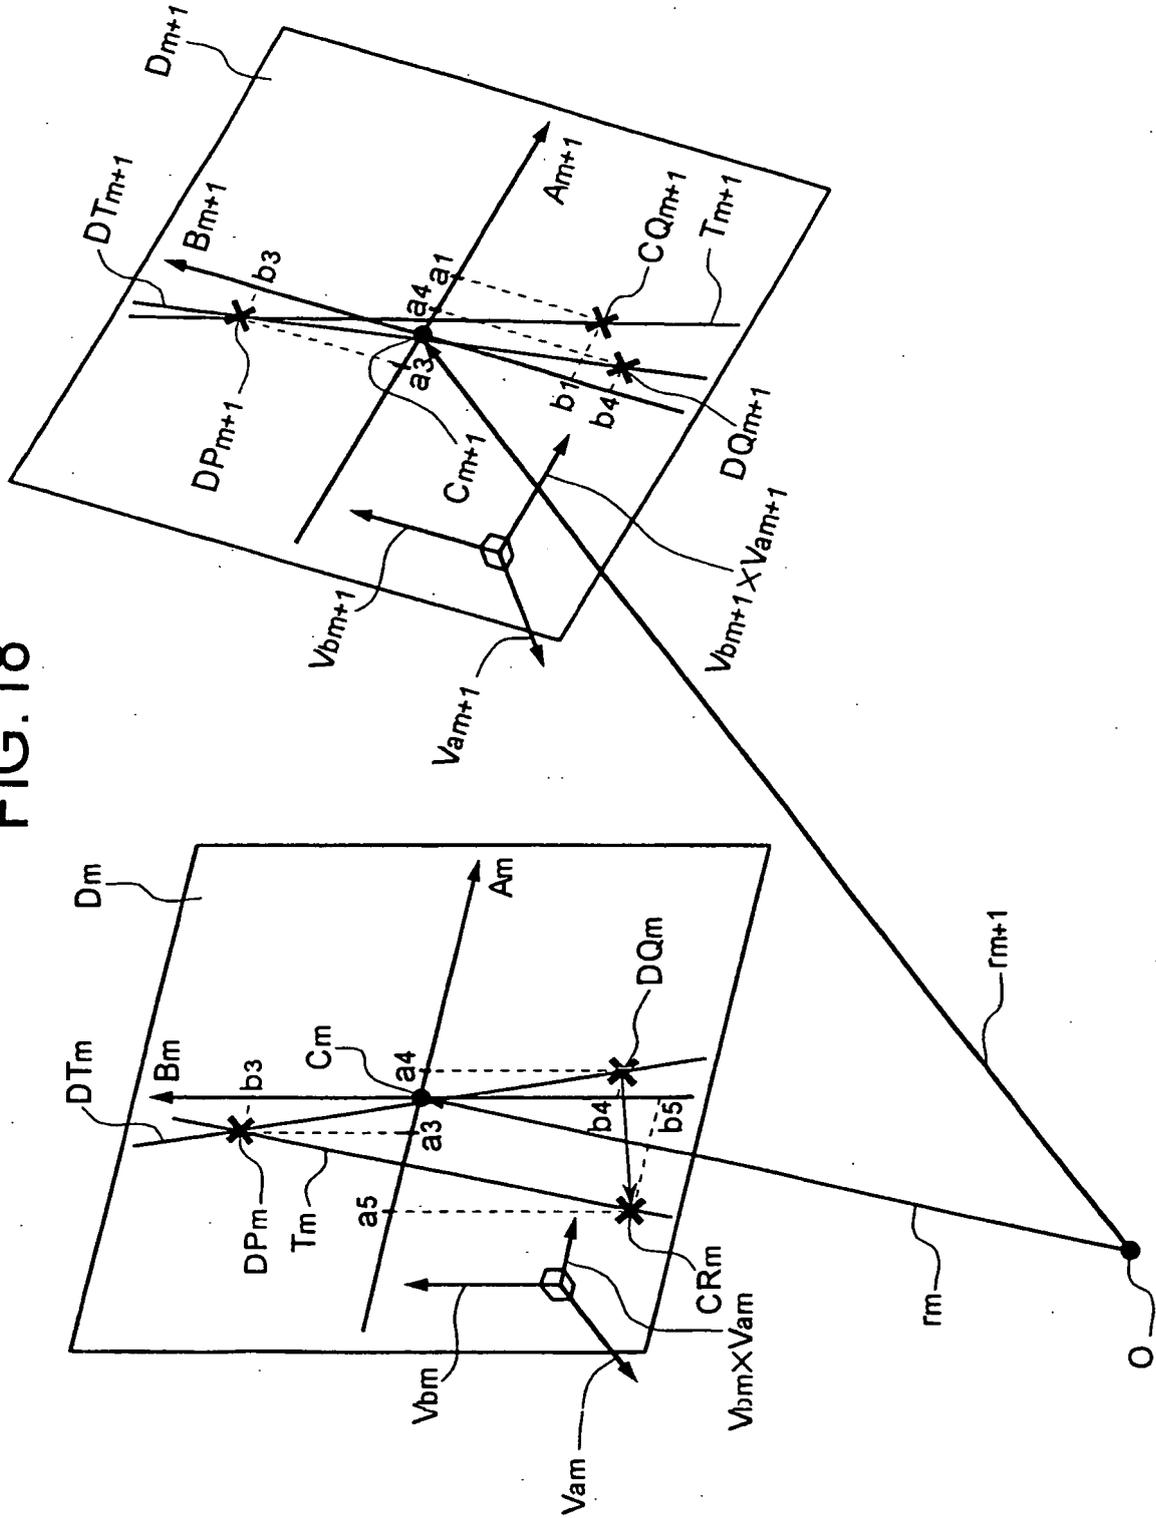 FIG. 18
Dm
DTm
Bm
b3
Cm
a4
Am
a3
a5
DPm
Tm
DQm
b4
b5
CRm
Vbm
Vam
Vbm×Vam
rm
O
rm+1
Dm+1
DTm+1
Bm+1
b3
a4
a1
Am+1
a3
DPm+1
Cm+1
CQm+1
Tm+1
b1
b4
DQm+1
Vbm+1
Vam+1
Vbm+1×Vam+1